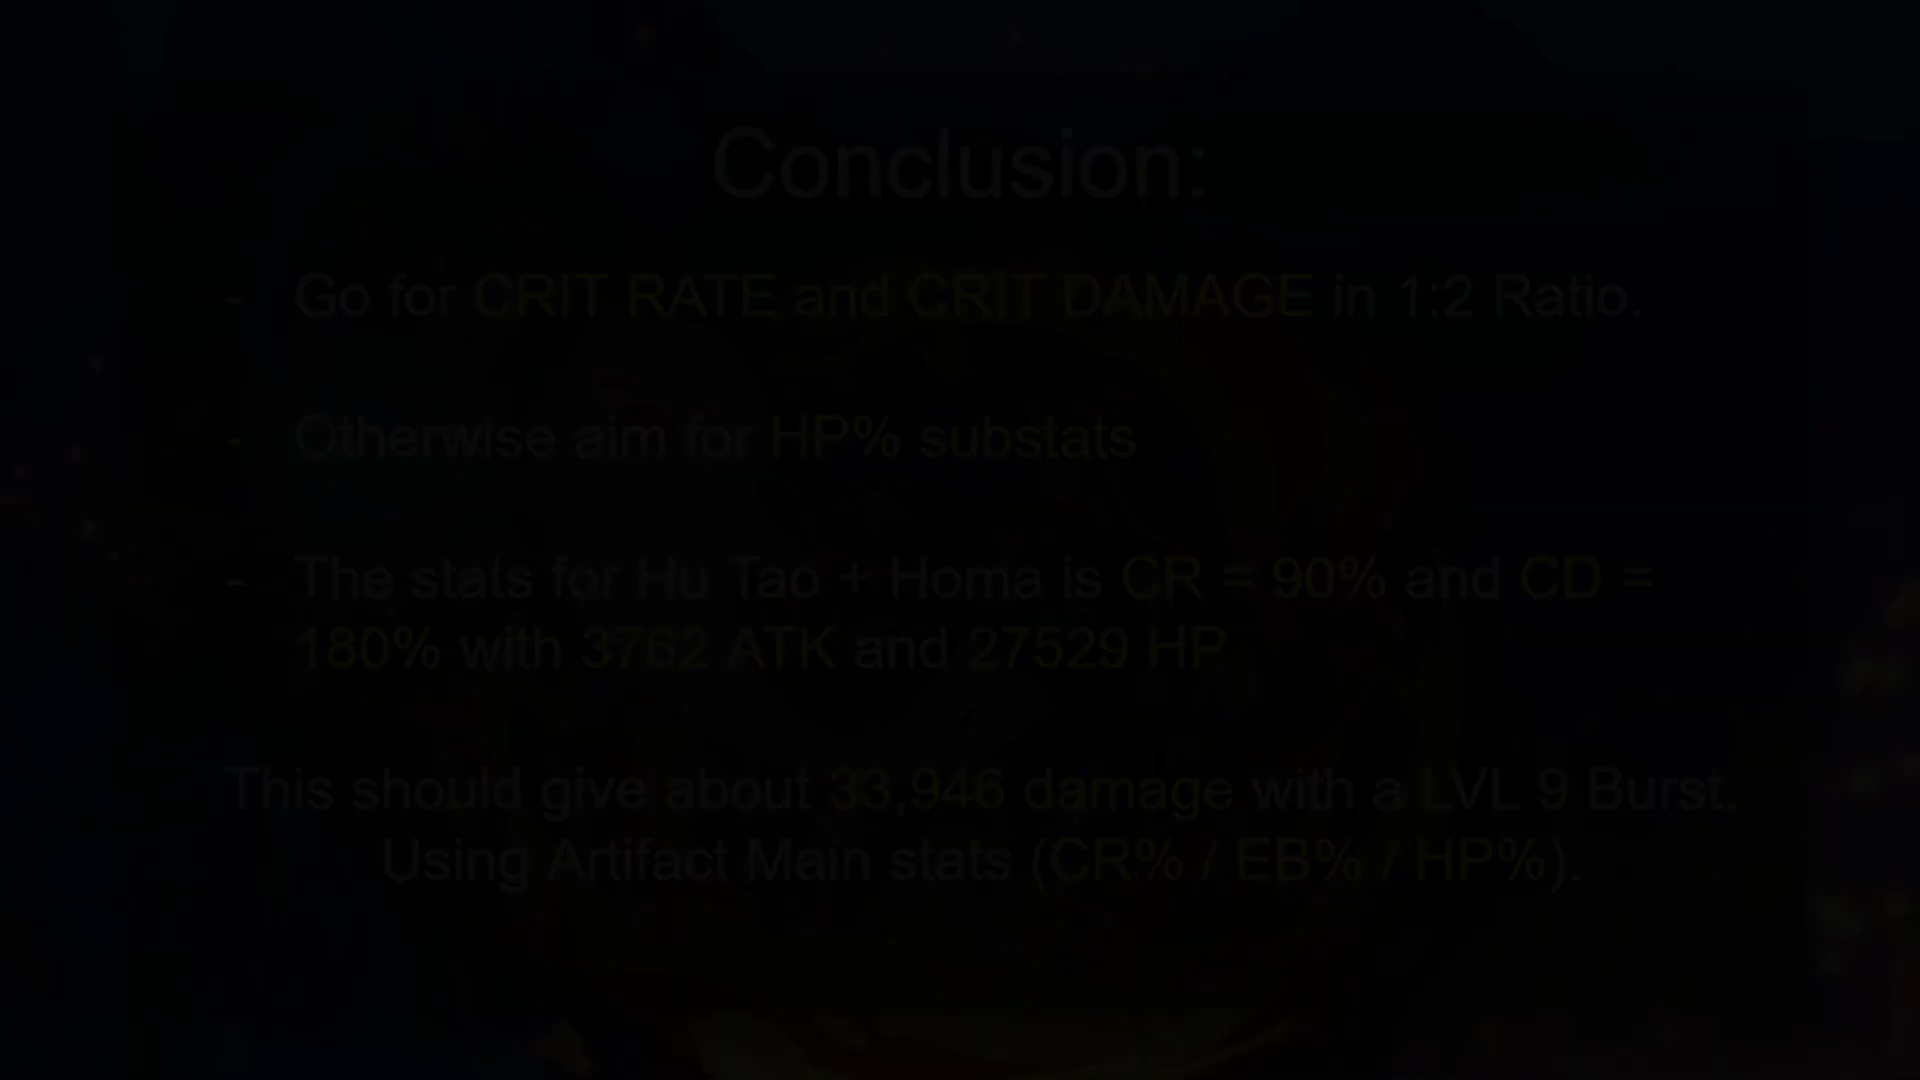 Conclusion:
- Go for CRIT RATE and CRIT DAMAGE in 1:2 Ratio.
- Otherwise aim for HP% substats
- The stats for Hu Tao + Homa is CR = 90% and CD =
180% with 3762 ATK and 27529 HP
This should give about 33,946 damage with a LVL 9 Burst.
Using Artifact Main stats (CR% / EB% / HP%).